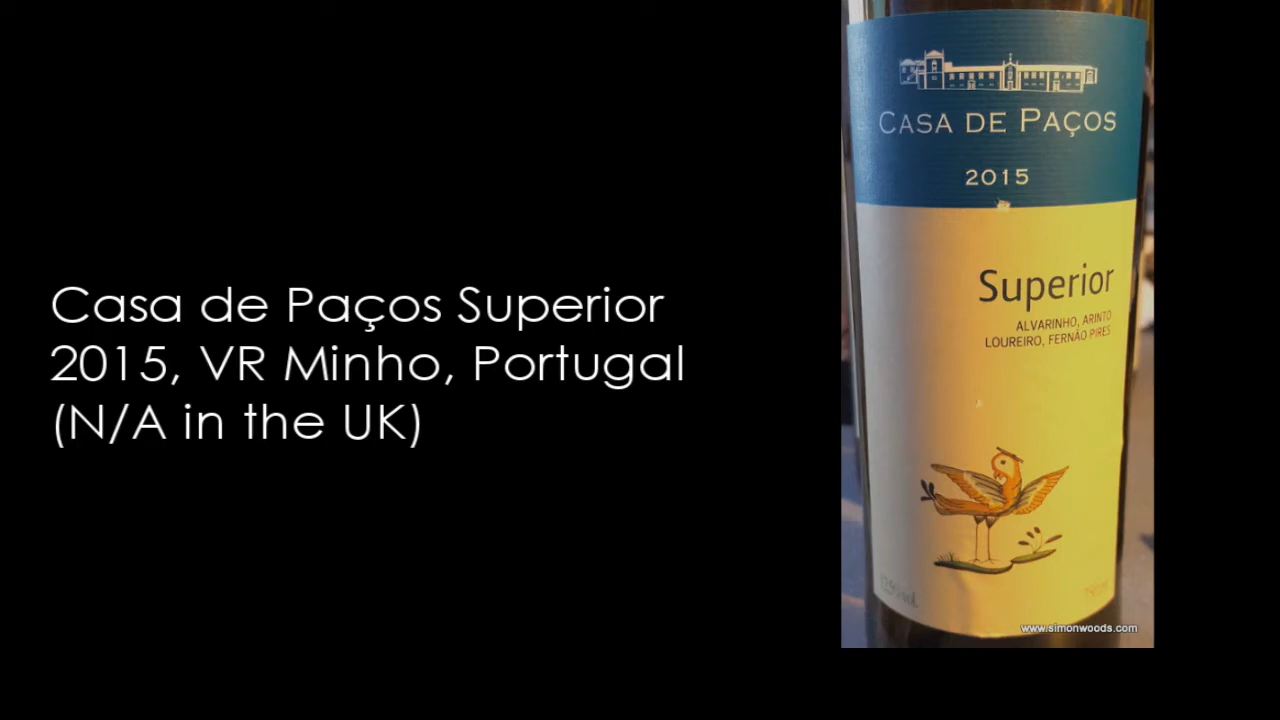 Casa de Paços Superior
2015, VR Minho, Portugal
(N/A in the UK)
CASA DE PAÇOS
2015
Superior
ALVARINHO, ARINTO
LOUREIRO, FERNÃO PIRES
www.simonwoods.com